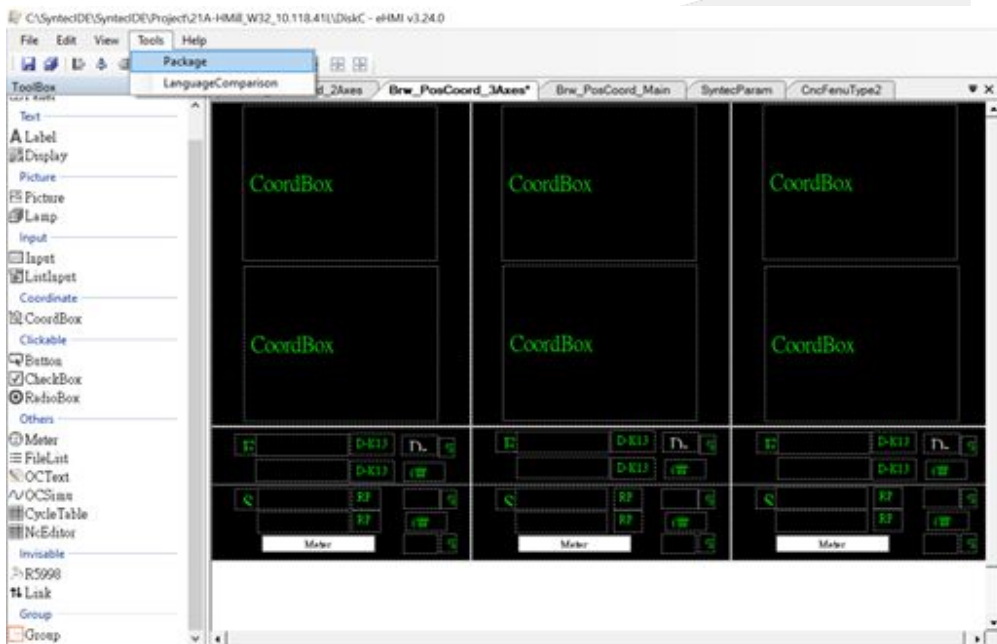 C:\SyntecIDE\SyntecIDE\Project\21A-HMill_W32_10.118.41L\DiskC - eHMI v3.24.0
File Edit View Tools Help
Package
LanguageComparison
ToolBox
d_2Axes Brw_PosCoord_3Axes* Brw_PosCoord_Main SyntecParam CncFenuType2
Text
A Label
Display
Picture
Picture
Lamp
Input
Input
ListInput
Coordinate
CoordBox
Clickable
Button
CheckBox
RadioBox
Others
Meter
FileList
OCText
OCSimu
CycleTable
NcEditor
Invisable
R5998
Link
Group
Group
CoordBox CoordBox CoordBox
CoordBox CoordBox CoordBox
F D-K13 F D-K13 F D-K13
D-K13 D-K13 D-K13
S RP S RP S RP
RP RP RP
Meter Meter Meter